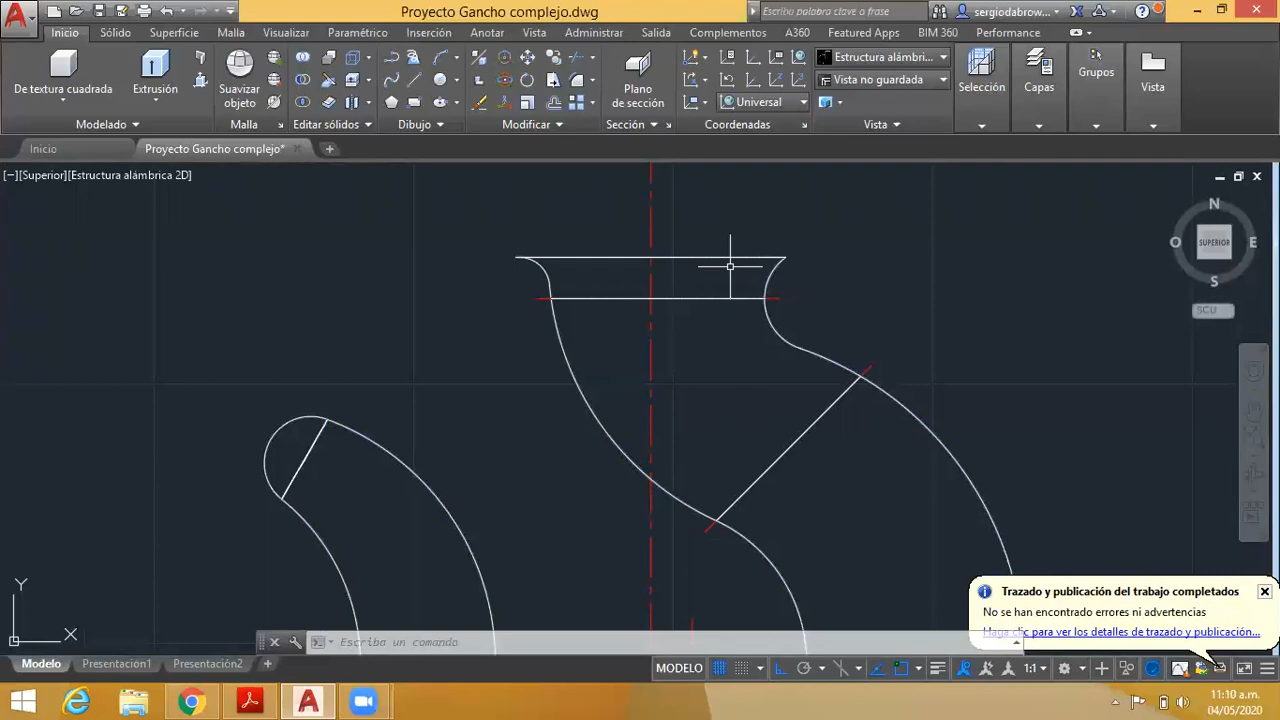 Proyecto Gancho complejo.dwg
Escriba palabra clave o frase
sergiodabrow...
Inicio Sólido Superficie Malla Visualizar Paramétrico Inserción Anotar Vista Administrar Salida Complementos A360 Featured Apps BIM 360 Performance
De textura cuadrada
Extrusión
Suavizar objeto
Plano de sección
Estructura alámbri...
Vista no guardada
Universal
Selección
Capas
Grupos
Vista
Modelado
Malla
Editar sólidos
Dibujo
Modificar
Sección
Coordenadas
Vista
Inicio
Proyecto Gancho complejo*
[−][Superior][Estructura alámbrica 2D]
N
O
SUPERIOR
E
S
SCU
Y
X
Trazado y publicación del trabajo completados
No se han encontrado errores ni advertencias
Haga clic para ver los detalles de trazado y publicación...
Escriba un comando
Modelo Presentación1 Presentación2
MODELO
1:1
11:10 a.m.
04/05/2020